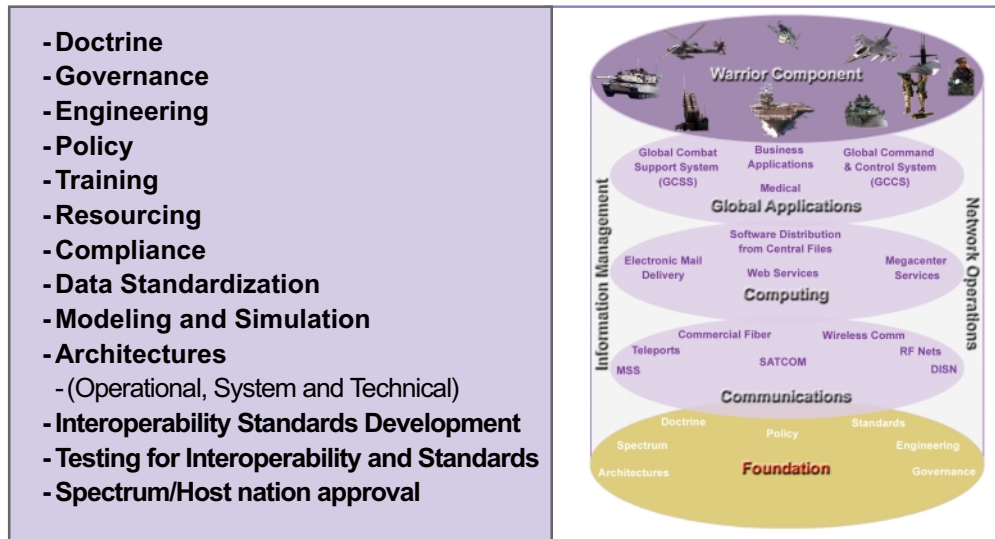 - Doctrine
- Governance
- Engineering
- Policy
- Training
- Resourcing
- Compliance
- Data Standardization
- Modeling and Simulation
- Architectures
- (Operational, System and Technical)
- Interoperability Standards Development
- Testing for Interoperability and Standards
- Spectrum/Host nation approval
Warrior Component
Global Combat
Support System
(GCSS)
Business
Applications
Global Command
& Control System
(GCCS)
Medical
Global Applications
Software Distribution
from Central Files
Electronic Mail
Delivery
Web Services
Megacenter
Services
Computing
Commercial Fiber
Wireless Comm
Teleports
RF Nets
SATCOM
MSS
DISN
Communications
Doctrine
Standards
Policy
Spectrum
Engineering
Architectures
Foundation
Governance
Information Management
Network Operations